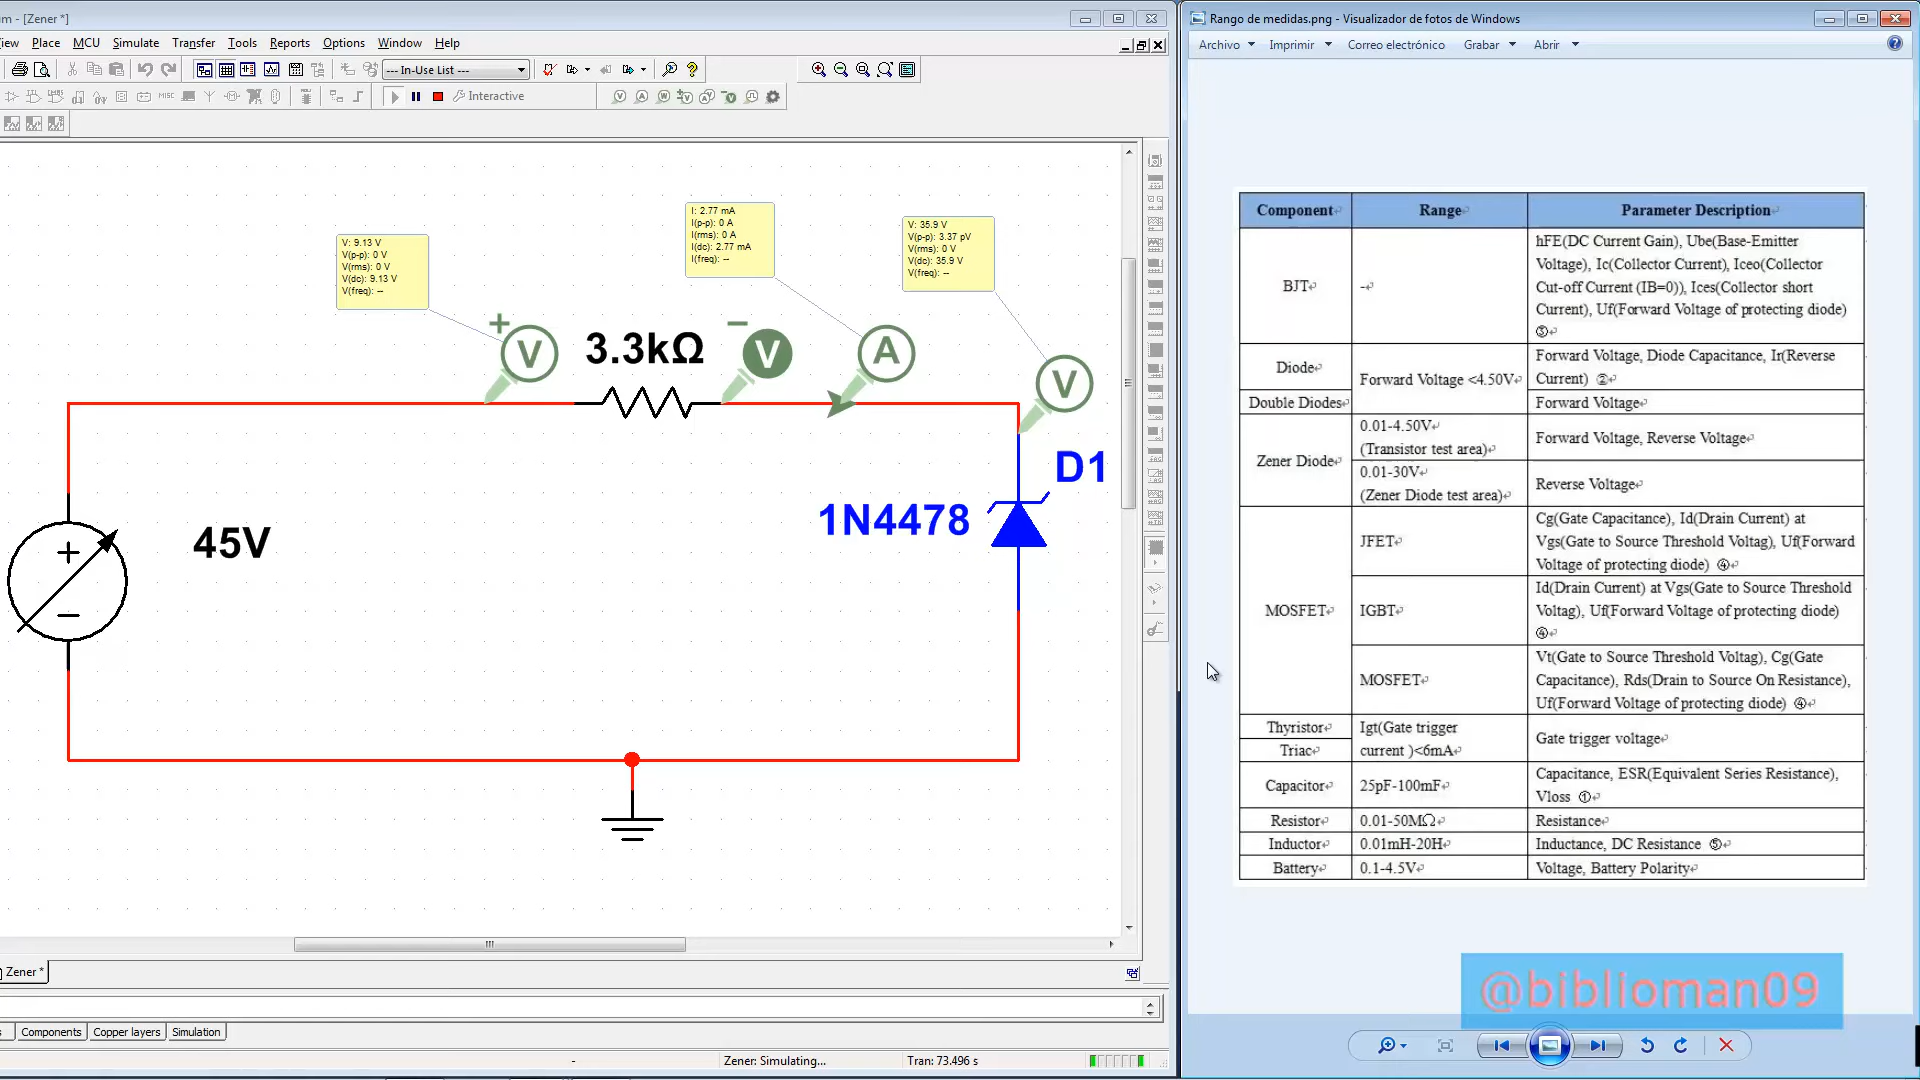 m - [Zener *]
iew Place MCU Simulate Transfer Tools Reports Options Window Help
--- In-Use List ---
Interactive
MISC
V: 9.13 V
V(p-p): 0 V
V(rms): 0 V
V(dc): 9.13 V
V(freq): --
I: 2.77 mA
I(p-p): 0 A
I(rms): 0 A
I(dc): 2.77 mA
I(freq): --
V: 35.9 V
V(p-p): 3.37 pV
V(rms): 0 V
V(dc): 35.9 V
V(freq): --
+ V
3.3kΩ
− V
A
V
D1
1N4478
45V
Zener *
s Components Copper layers Simulation
- Zener: Simulating... Tran: 73.496 s
Rango de medidas.png - Visualizador de fotos de Windows
Archivo Imprimir Correo electrónico Grabar Abrir
Component Range Parameter Description
BJT -
hFE(DC Current Gain), Ube(Base-Emitter
Voltage), Ic(Collector Current), Iceo(Collector
Cut-off Current (IB=0)), Ices(Collector short
Current), Uf(Forward Voltage of protecting diode)
③
Diode
Double Diodes
Forward Voltage <4.50V
Forward Voltage, Diode Capacitance, Ir(Reverse
Current) ②
Forward Voltage
Zener Diode
0.01-4.50V
(Transistor test area)
Forward Voltage, Reverse Voltage
0.01-30V
(Zener Diode test area)
Reverse Voltage
MOSFET
JFET
Cg(Gate Capacitance), Id(Drain Current) at
Vgs(Gate to Source Threshold Voltag), Uf(Forward
Voltage of protecting diode) ④
IGBT
Id(Drain Current) at Vgs(Gate to Source Threshold
Voltag), Uf(Forward Voltage of protecting diode)
④
MOSFET
Vt(Gate to Source Threshold Voltag), Cg(Gate
Capacitance), Rds(Drain to Source On Resistance),
Uf(Forward Voltage of protecting diode) ④
Thyristor
Triac
Igt(Gate trigger
current )<6mA
Gate trigger voltage
Capacitor 25pF-100mF
Capacitance, ESR(Equivalent Series Resistance),
Vloss ①
Resistor 0.01-50MΩ Resistance
Inductor 0.01mH-20H Inductance, DC Resistance ⑤
Battery 0.1-4.5V Voltage, Battery Polarity
@biblioman09